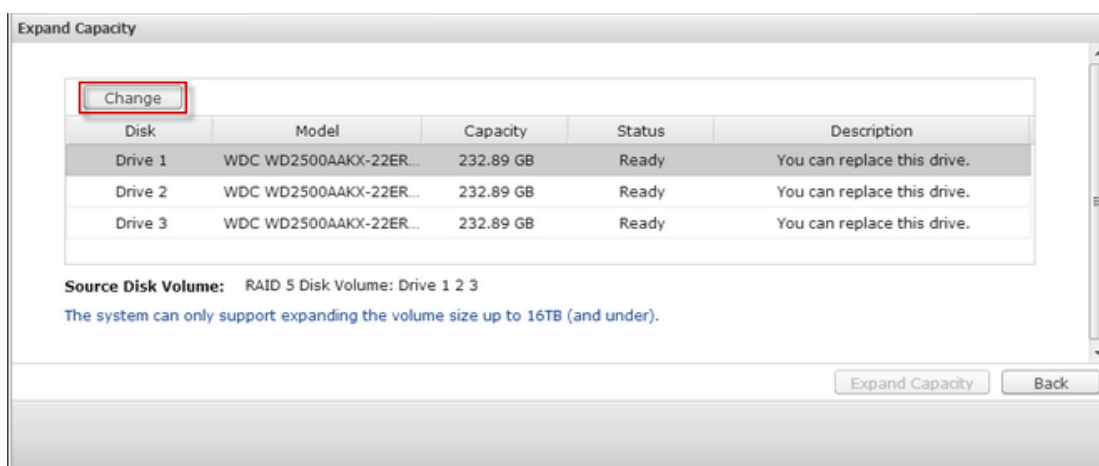 Expand Capacity
Change
Disk Model Capacity Status Description
Drive 1 WDC WD2500AAKX-22ER... 232.89 GB Ready You can replace this drive.
Drive 2 WDC WD2500AAKX-22ER... 232.89 GB Ready You can replace this drive.
Drive 3 WDC WD2500AAKX-22ER... 232.89 GB Ready You can replace this drive.
Source Disk Volume: RAID 5 Disk Volume: Drive 1 2 3
The system can only support expanding the volume size up to 16TB (and under).
Expand Capacity Back